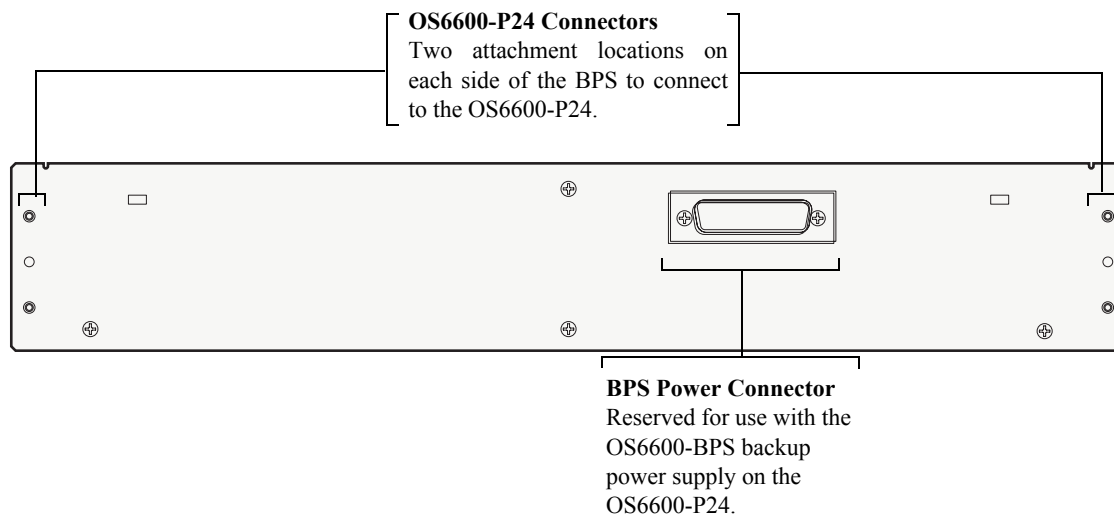 OS6600-P24 Connectors
Two attachment locations on
each side of the BPS to connect
to the OS6600-P24.
BPS Power Connector
Reserved for use with the
OS6600-BPS backup
power supply on the
OS6600-P24.